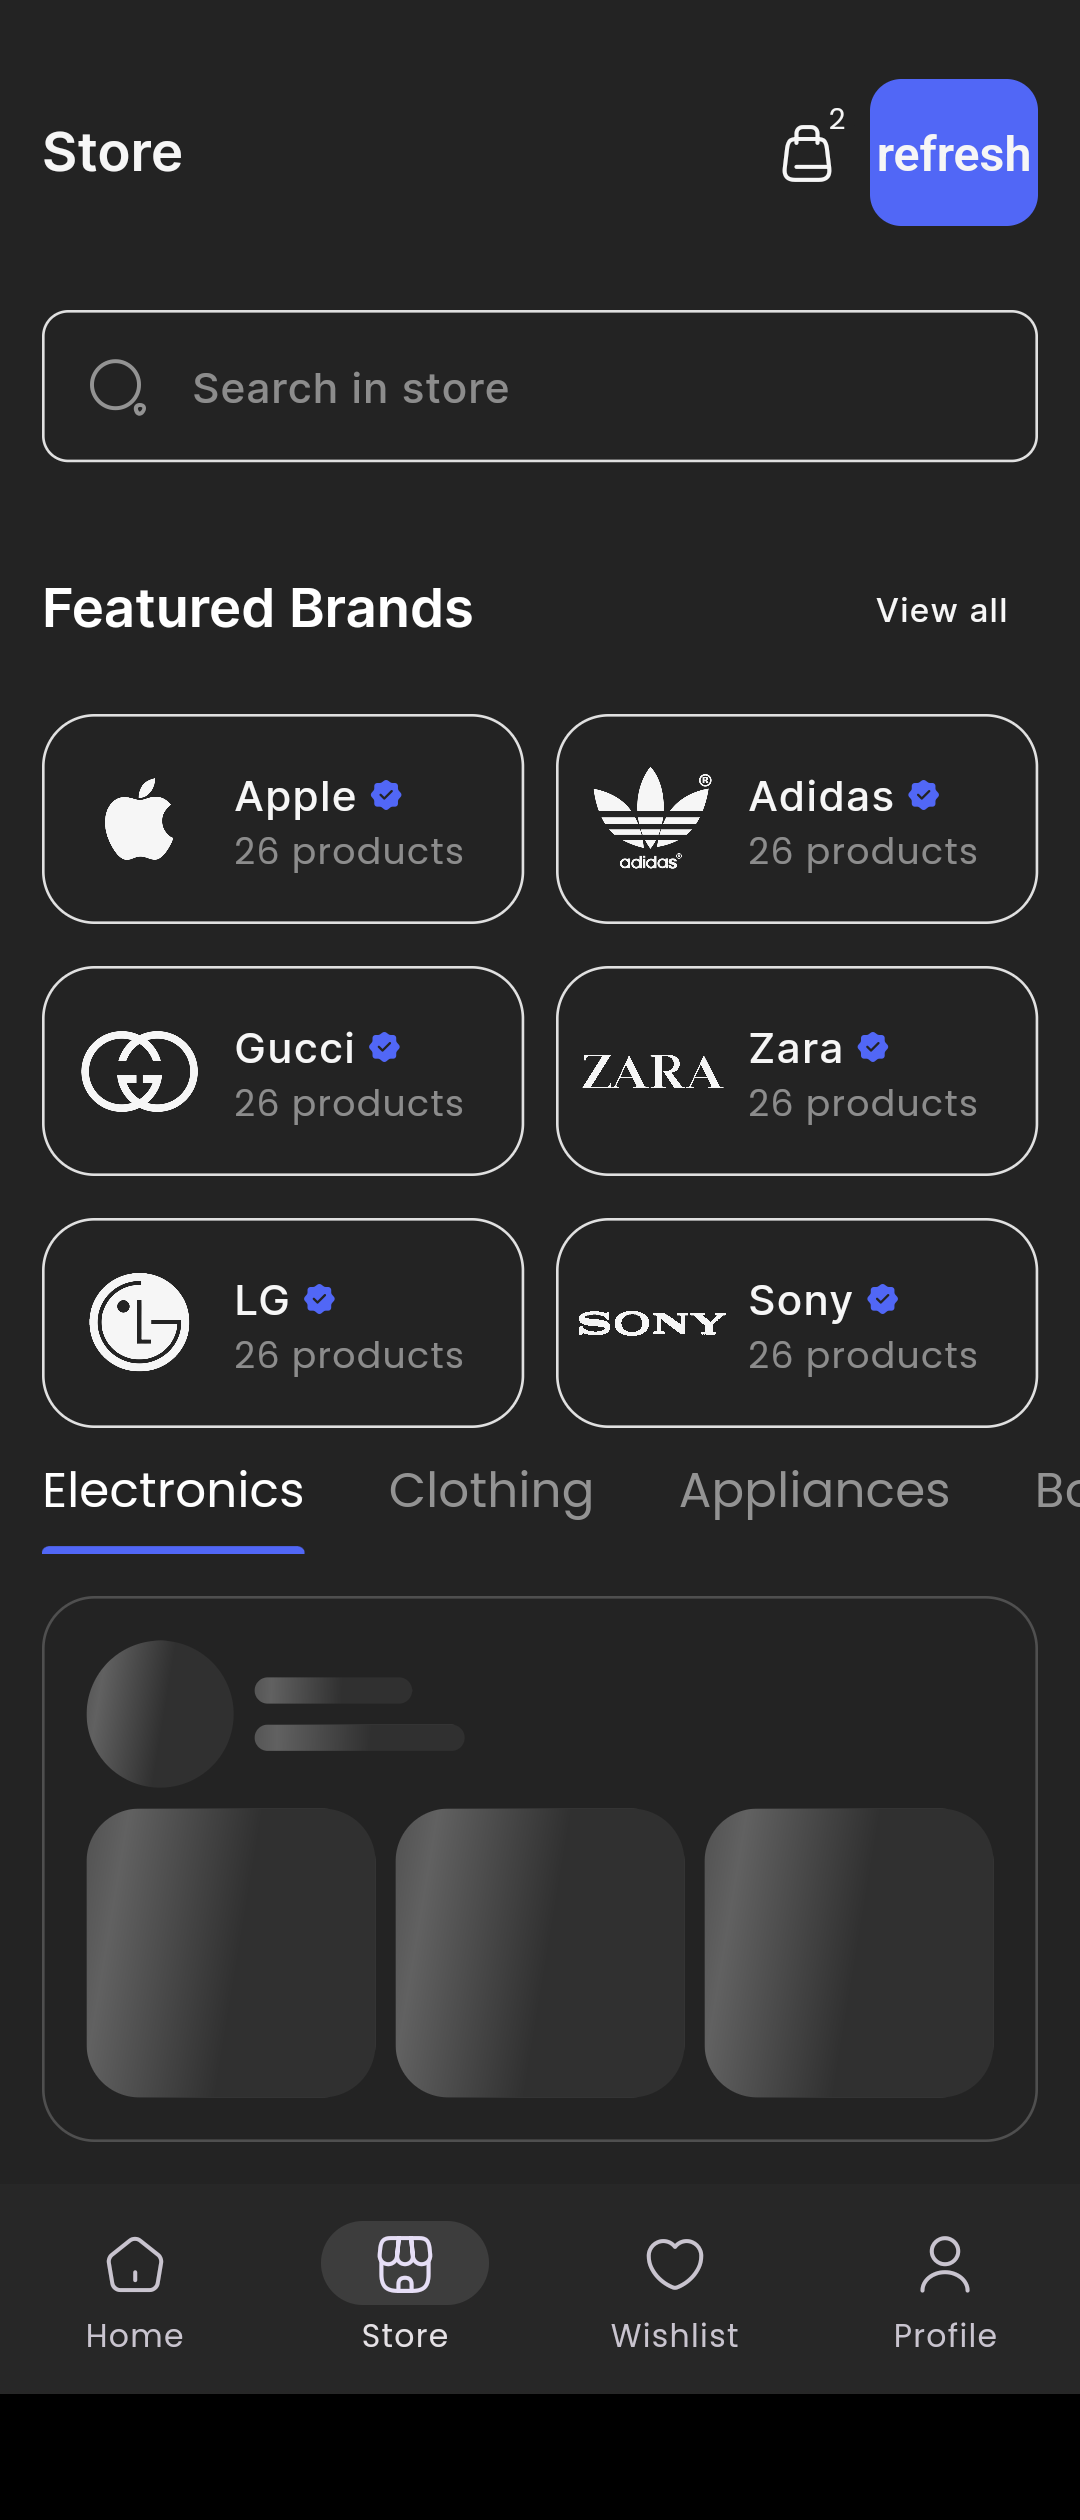 Store
2
refresh
Search in store
Featured Brands
View all
Apple
26 products
®
adidas®
Adidas
26 products
Gucci
26 products
ZARA
Zara
26 products
LG
LG
26 products
SONY
Sony
26 products
Electronics
Clothing
Appliances
Home
Store
Wishlist
Profile